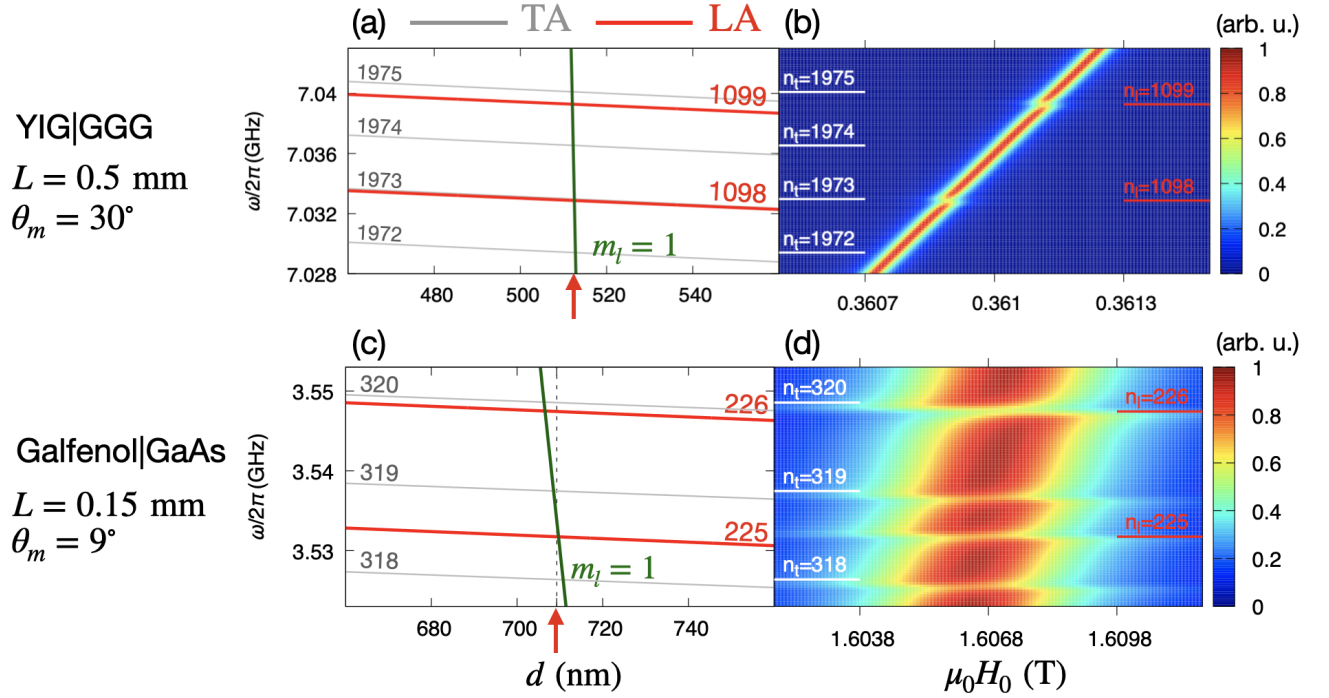 TA LA
(a)
(b)
(arb. u.)
YIG|GGG
L = 0.5 mm
θm = 30°
ω/2π (GHz)
7.04
7.036
7.032
7.028
1975
1099
1974
1973
1098
1972
ml = 1
480 500 520 540
nt=1975
nt=1974
nt=1973
nt=1972
nl=1099
nl=1098
0.3607 0.361 0.3613
1
0.8
0.6
0.4
0.2
0
(c)
(d)
(arb. u.)
Galfenol|GaAs
L = 0.15 mm
θm = 9°
ω/2π (GHz)
3.55
3.54
3.53
320
226
319
225
318
ml = 1
680 700 720 740
d (nm)
nt=320
nt=319
nt=318
nl=226
nl=225
1.6038 1.6068 1.6098
μ0H0 (T)
1
0.8
0.6
0.4
0.2
0